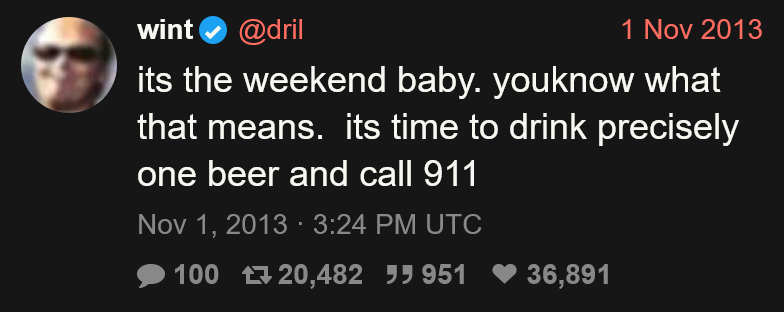 wint @dril 1 Nov 2013
its the weekend baby. youknow what
that means.  its time to drink precisely
one beer and call 911
Nov 1, 2013 · 3:24 PM UTC
100 20,482 951 36,891